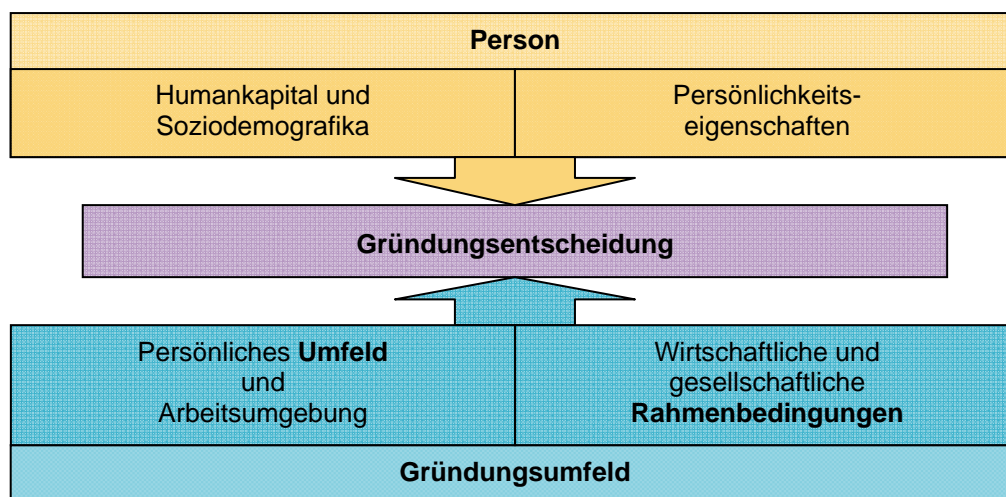 Person
Humankapital und
Soziodemografika
Persönlichkeits-
eigenschaften
Gründungsentscheidung
Persönliches Umfeld
und
Arbeitsumgebung
Wirtschaftliche und
gesellschaftliche
Rahmenbedingungen
Gründungsumfeld